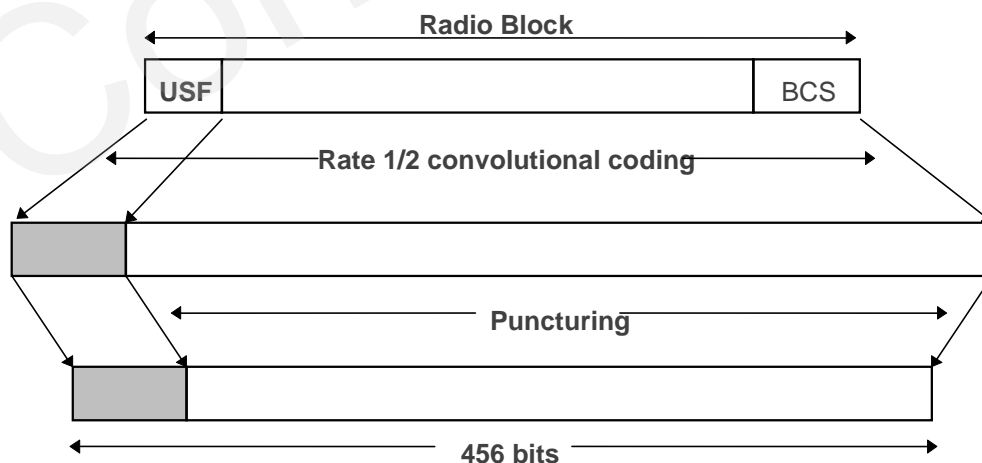 Radio Block
USF
BCS
Rate 1/2 convolutional coding
Puncturing
456 bits